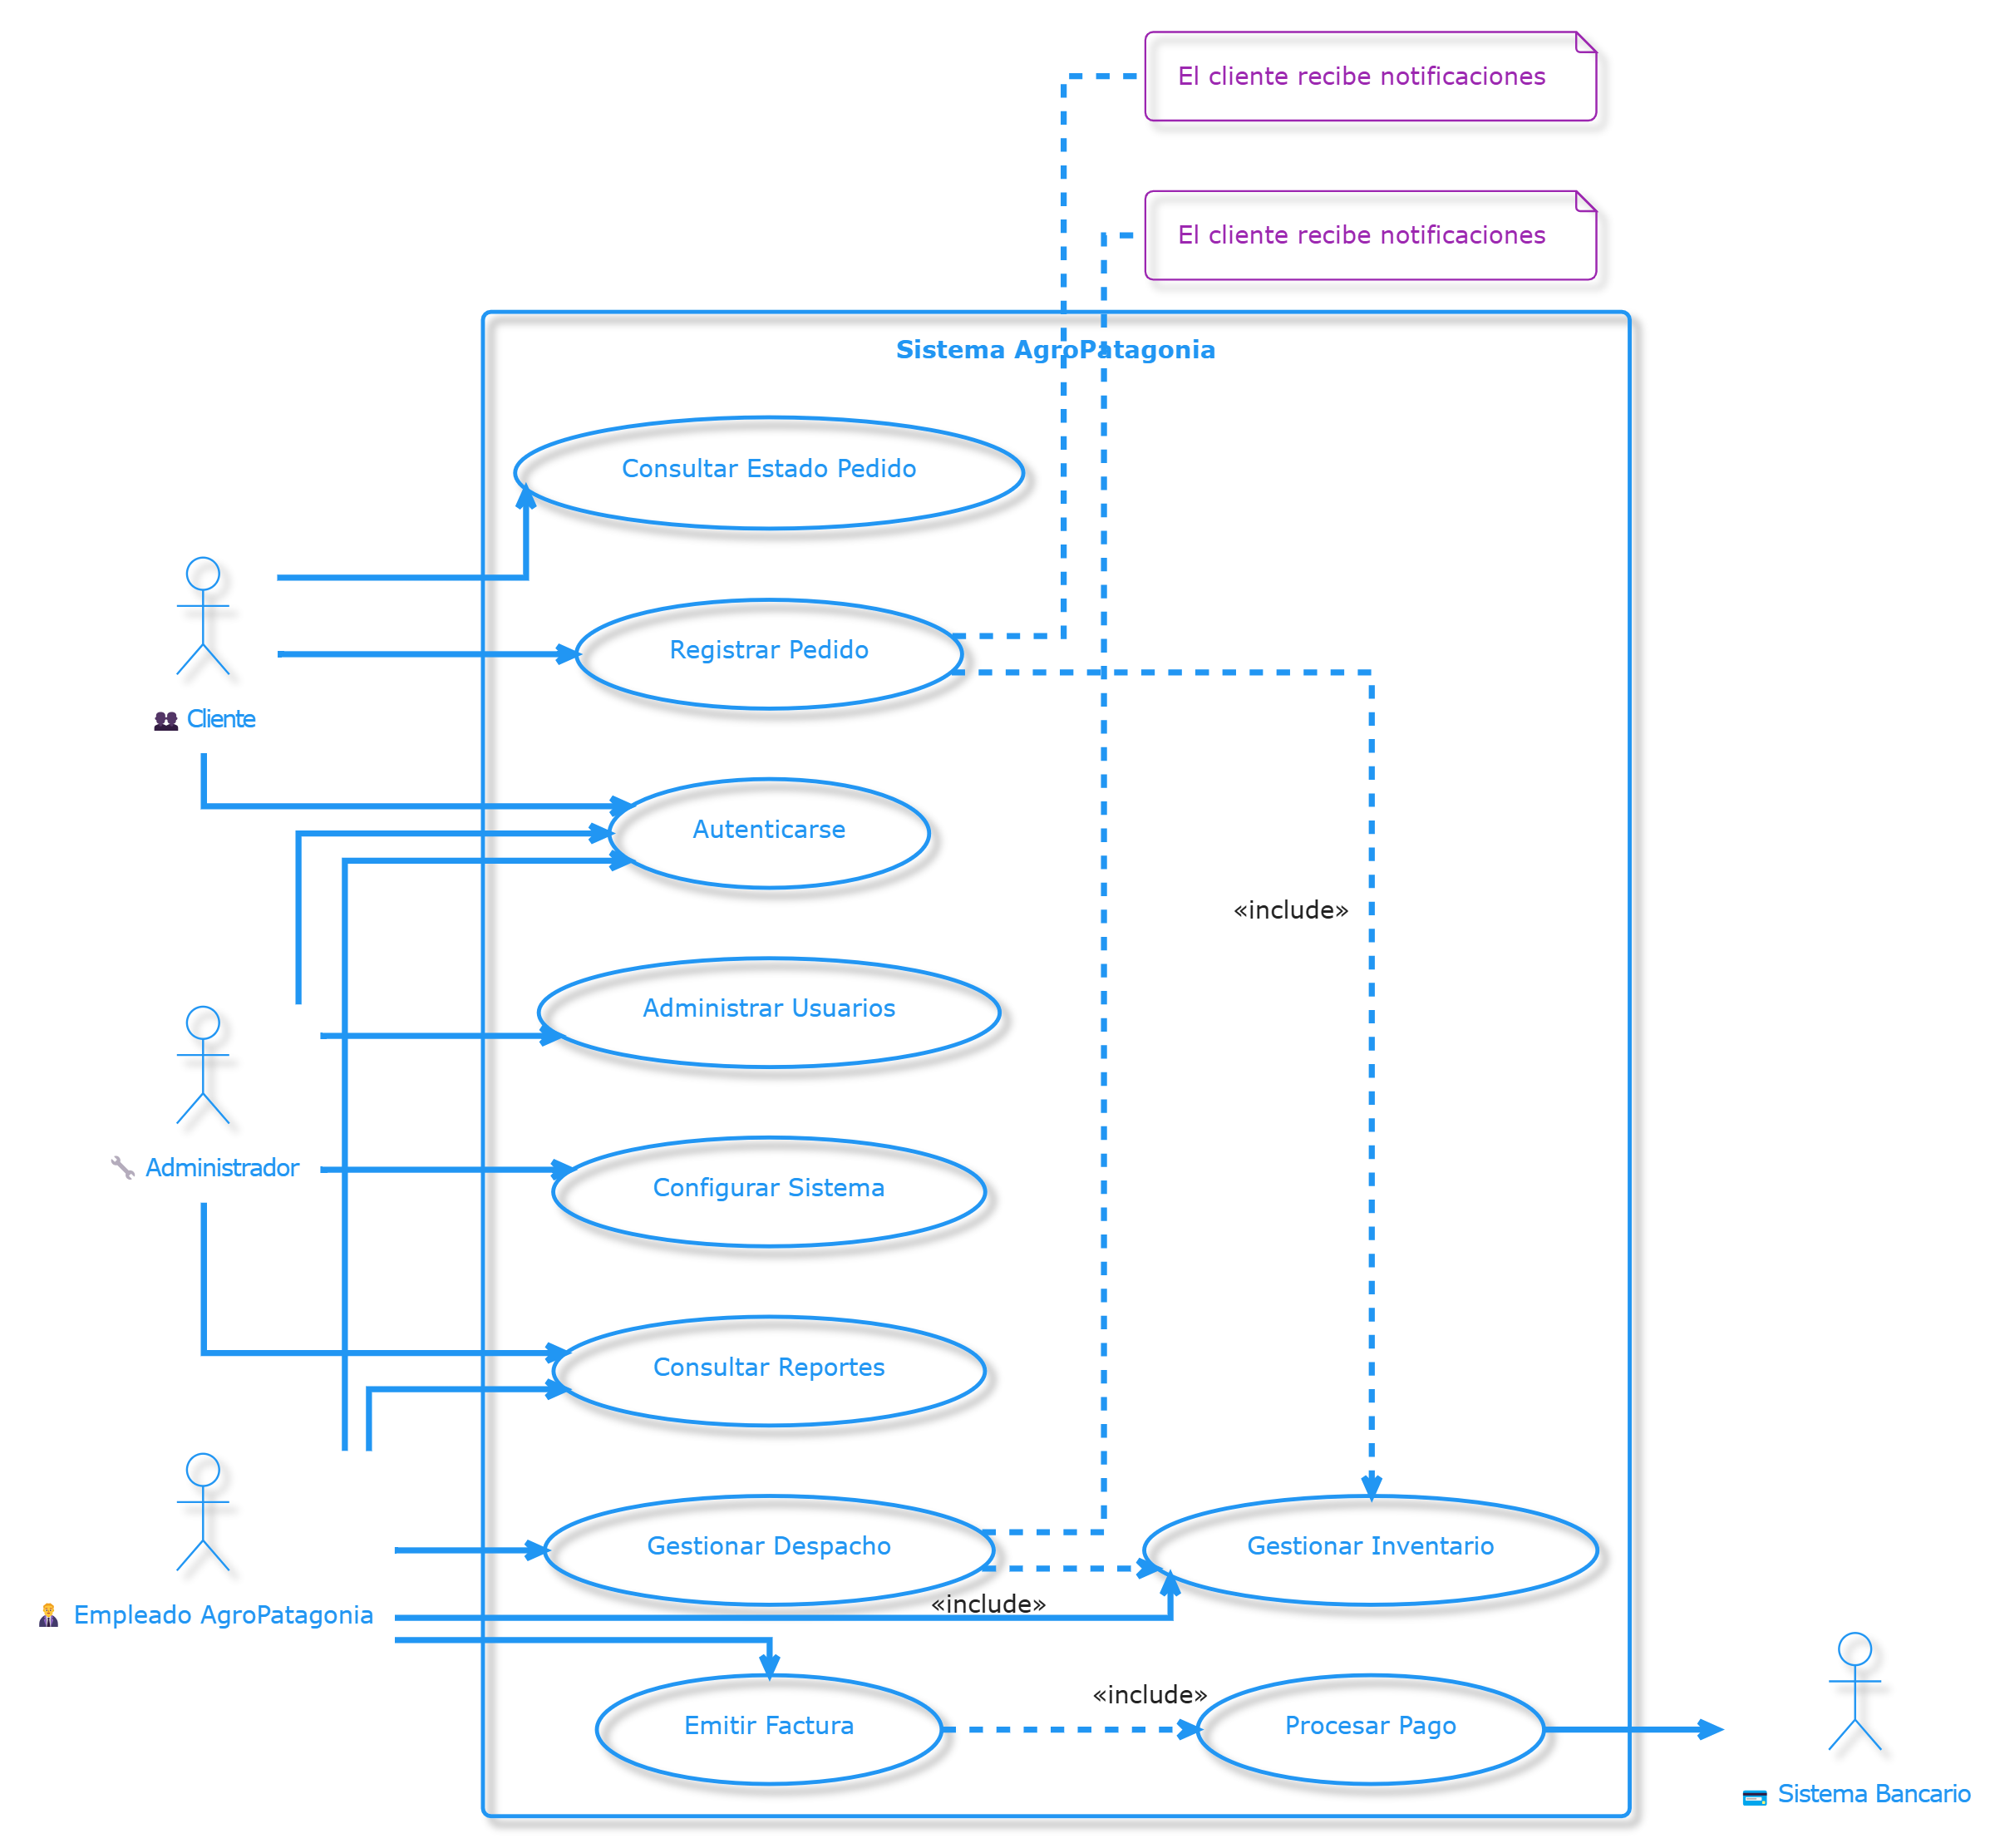 El cliente recibe notificaciones
El cliente recibe notificaciones
Sistema AgroPatagonia
Consultar Estado Pedido
Registrar Pedido
Cliente
Autenticarse
«include»
Administrar Usuarios
Administrador
Configurar Sistema
Consultar Reportes
Gestionar Despacho
Gestionar Inventario
«include»
Empleado AgroPatagonia
«include»
Emitir Factura
Procesar Pago
Sistema Bancario